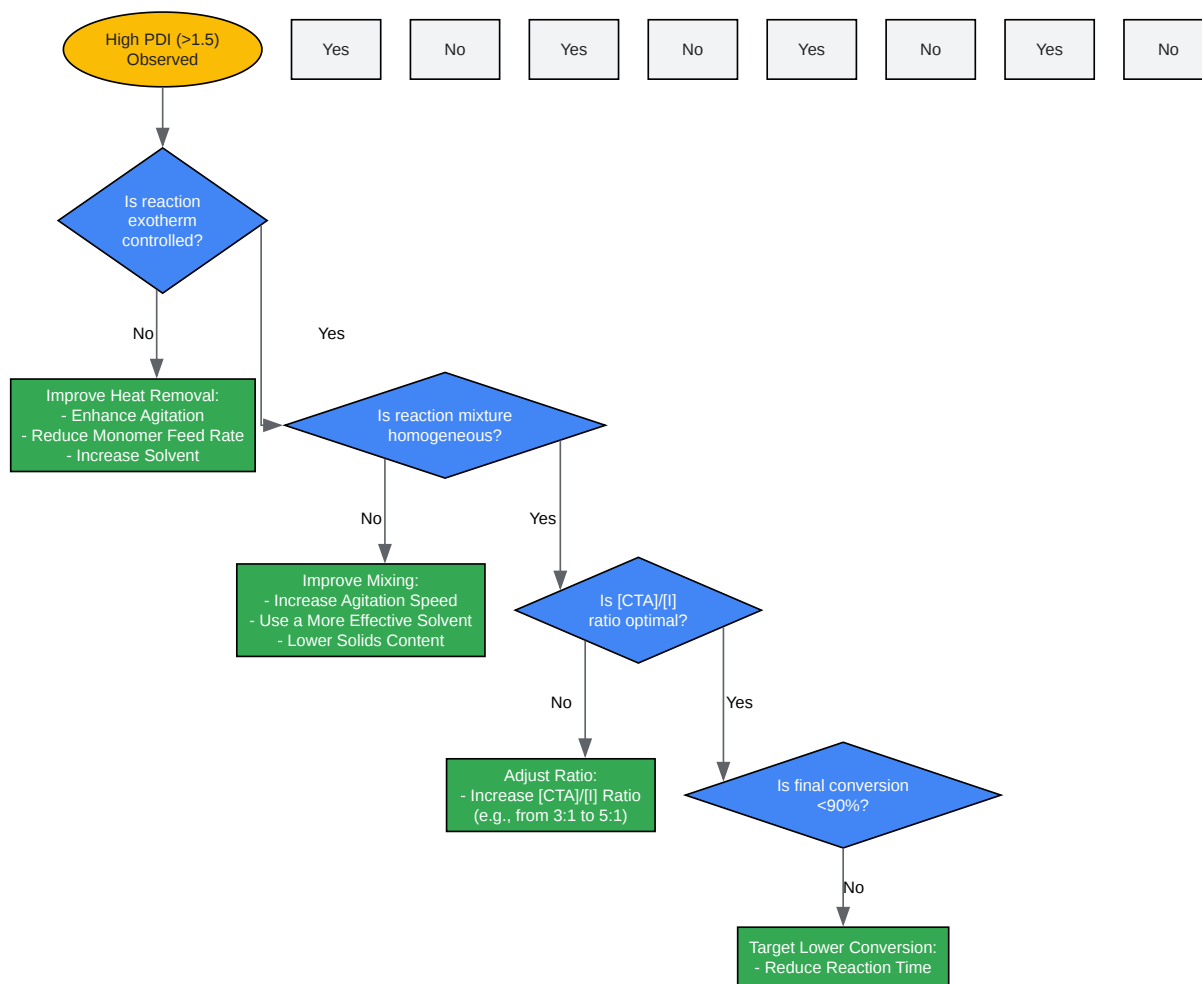 High PDI (>1.5)
Observed
Yes
No
Yes
No
Yes
No
Yes
No
Is reaction
exotherm
controlled?
No
Yes
Improve Heat Removal:
- Enhance Agitation
- Reduce Monomer Feed Rate
- Increase Solvent
Is reaction mixture
homogeneous?
No
Yes
Improve Mixing:
- Increase Agitation Speed
- Use a More Effective Solvent
- Lower Solids Content
Is [CTA]/[I]
ratio optimal?
No
Yes
Adjust Ratio:
- Increase [CTA]/[I] Ratio
(e.g., from 3:1 to 5:1)
Is final conversion
<90%?
No
Target Lower Conversion:
- Reduce Reaction Time